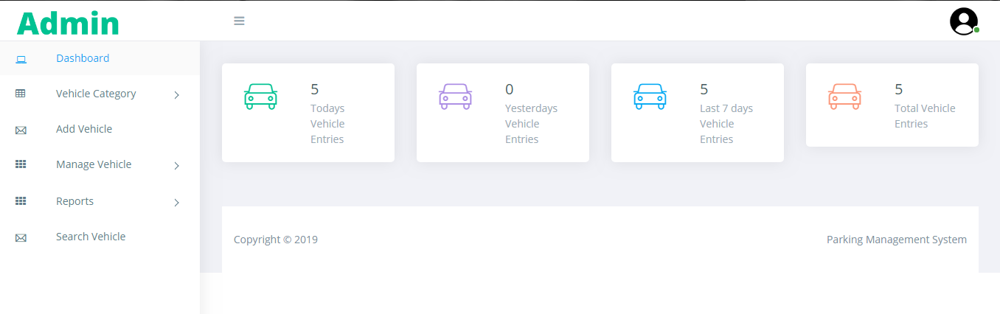 Admin
Dashboard
Vehicle Category
Add Vehicle
Manage Vehicle
Reports
Search Vehicle
5
Todays
Vehicle
Entries
0
Yesterdays
Vehicle
Entries
5
Last 7 days
Vehicle
Entries
5
Total Vehicle
Entries
Copyright © 2019
Parking Management System